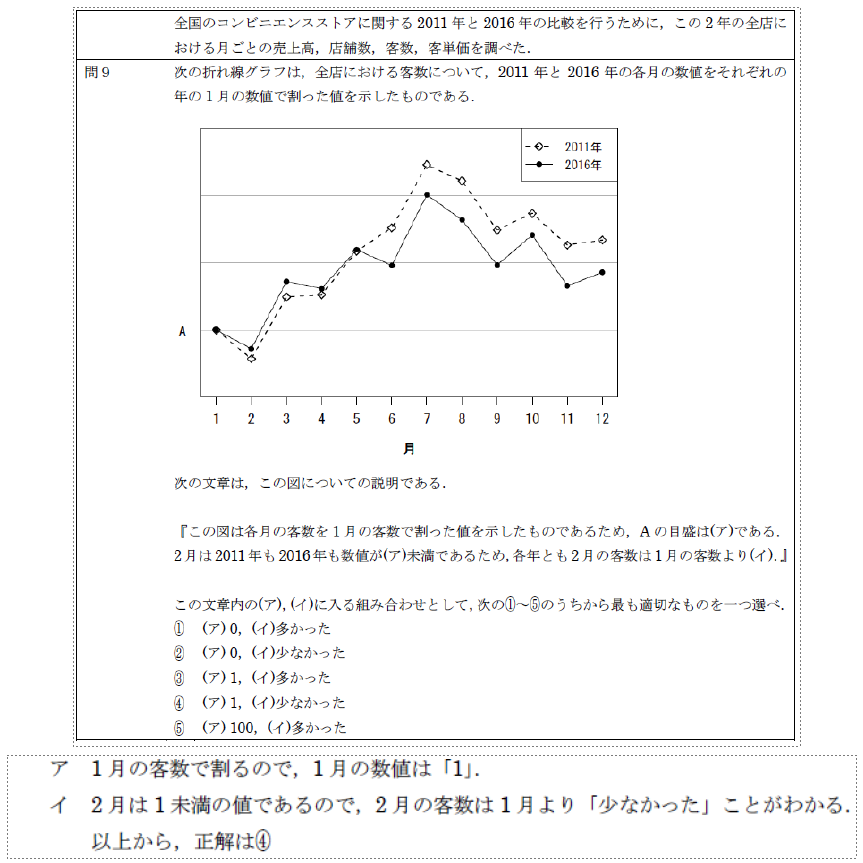 全国のコンビニエンスストアに関する 2011 年と 2016 年の比較を行うために，この 2 年の全店に
おける月ごとの売上高，店舗数，客数，客単価を調べた．
問９
次の折れ線グラフは，全店における客数について，2011 年と 2016 年の各月の数値をそれぞれの
年の 1 月の数値で割った値を示したものである．
2011年
2016年
A
1 2 3 4 5 6 7 8 9 10 11 12
月
次の文章は，この図についての説明である．
『この図は各月の客数を 1 月の客数で割った値を示したものであるため，A の目盛は(ア)である．
2月は 2011 年も 2016 年も数値が(ア)未満であるため，各年とも 2 月の客数は 1 月の客数より(イ)．』
この文章内の(ア)，(イ)に入る組み合わせとして，次の①～⑤のうちから最も適切なものを一つ選べ．
① (ア) 0，(イ)多かった
② (ア) 0，(イ)少なかった
③ (ア) 1，(イ)多かった
④ (ア) 1，(イ)少なかった
⑤ (ア) 100，(イ)多かった
ア 1 月の客数で割るので，1 月の数値は「1」．
イ 2 月は 1 未満の値であるので，2 月の客数は 1 月より「少なかった」ことがわかる．
以上から，正解は④